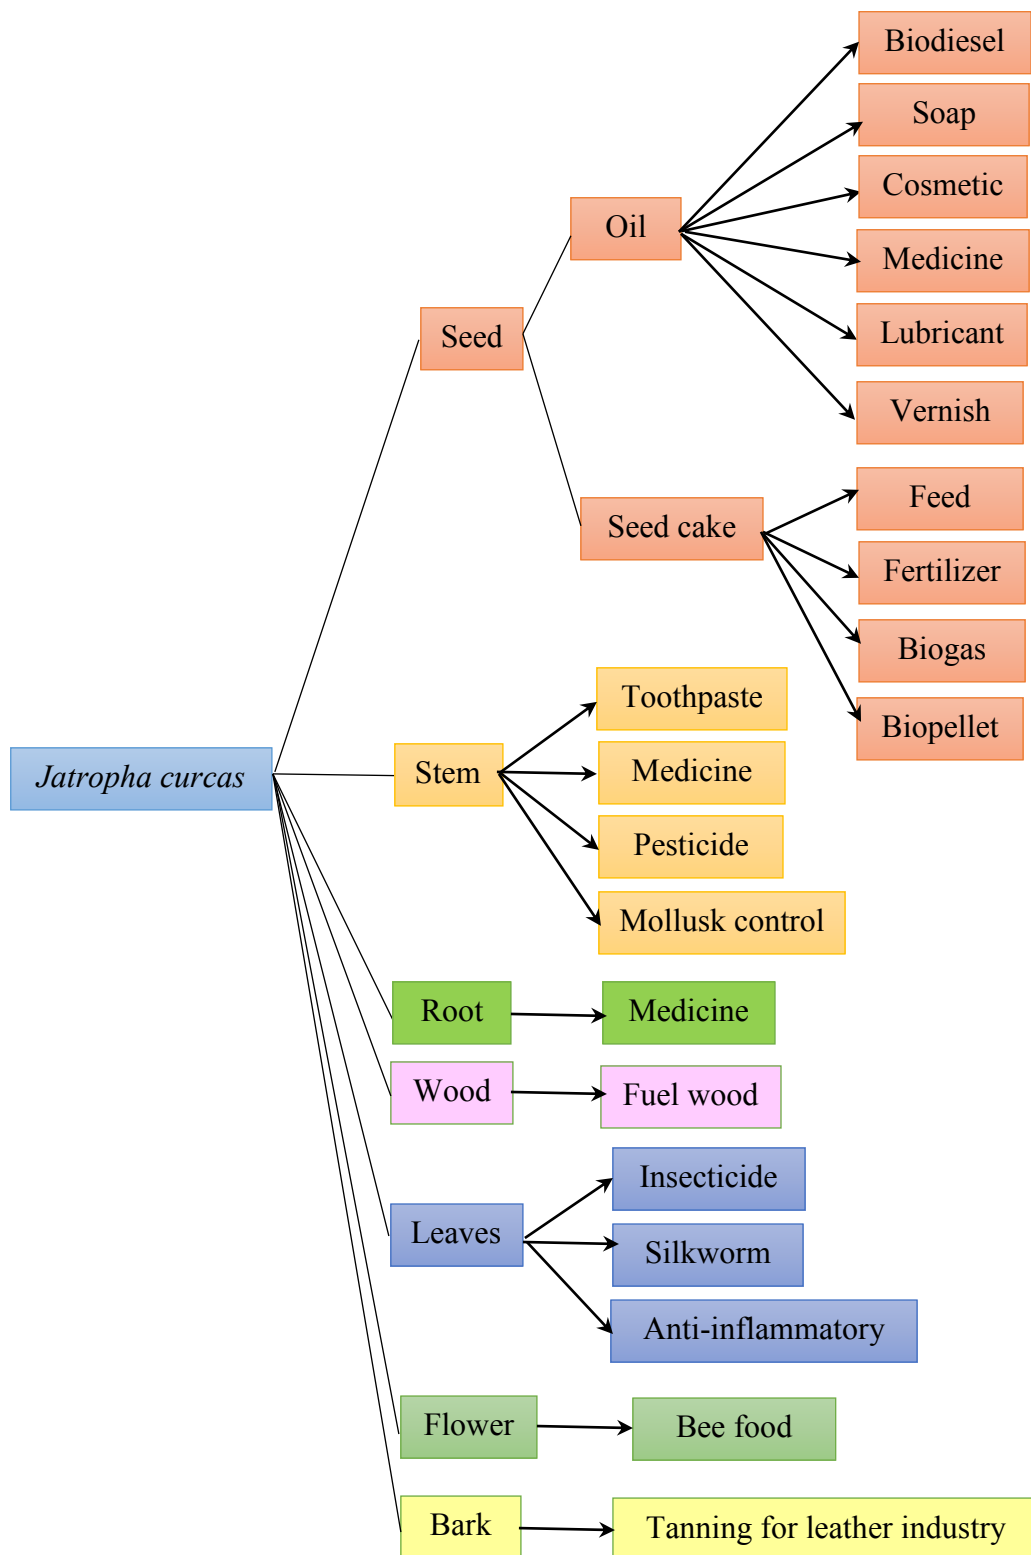 Biodiesel
Soap
Cosmetic
Oil
Medicine
Lubricant
Seed
Vernish
Feed
Seed cake
Fertilizer
Biogas
Biopellet
Toothpaste
Jatropha curcas
Stem
Medicine
Pesticide
Mollusk control
Root
Medicine
Wood
Fuel wood
Insecticide
Leaves
Silkworm
Anti-inflammatory
Flower
Bee food
Bark
Tanning for leather industry